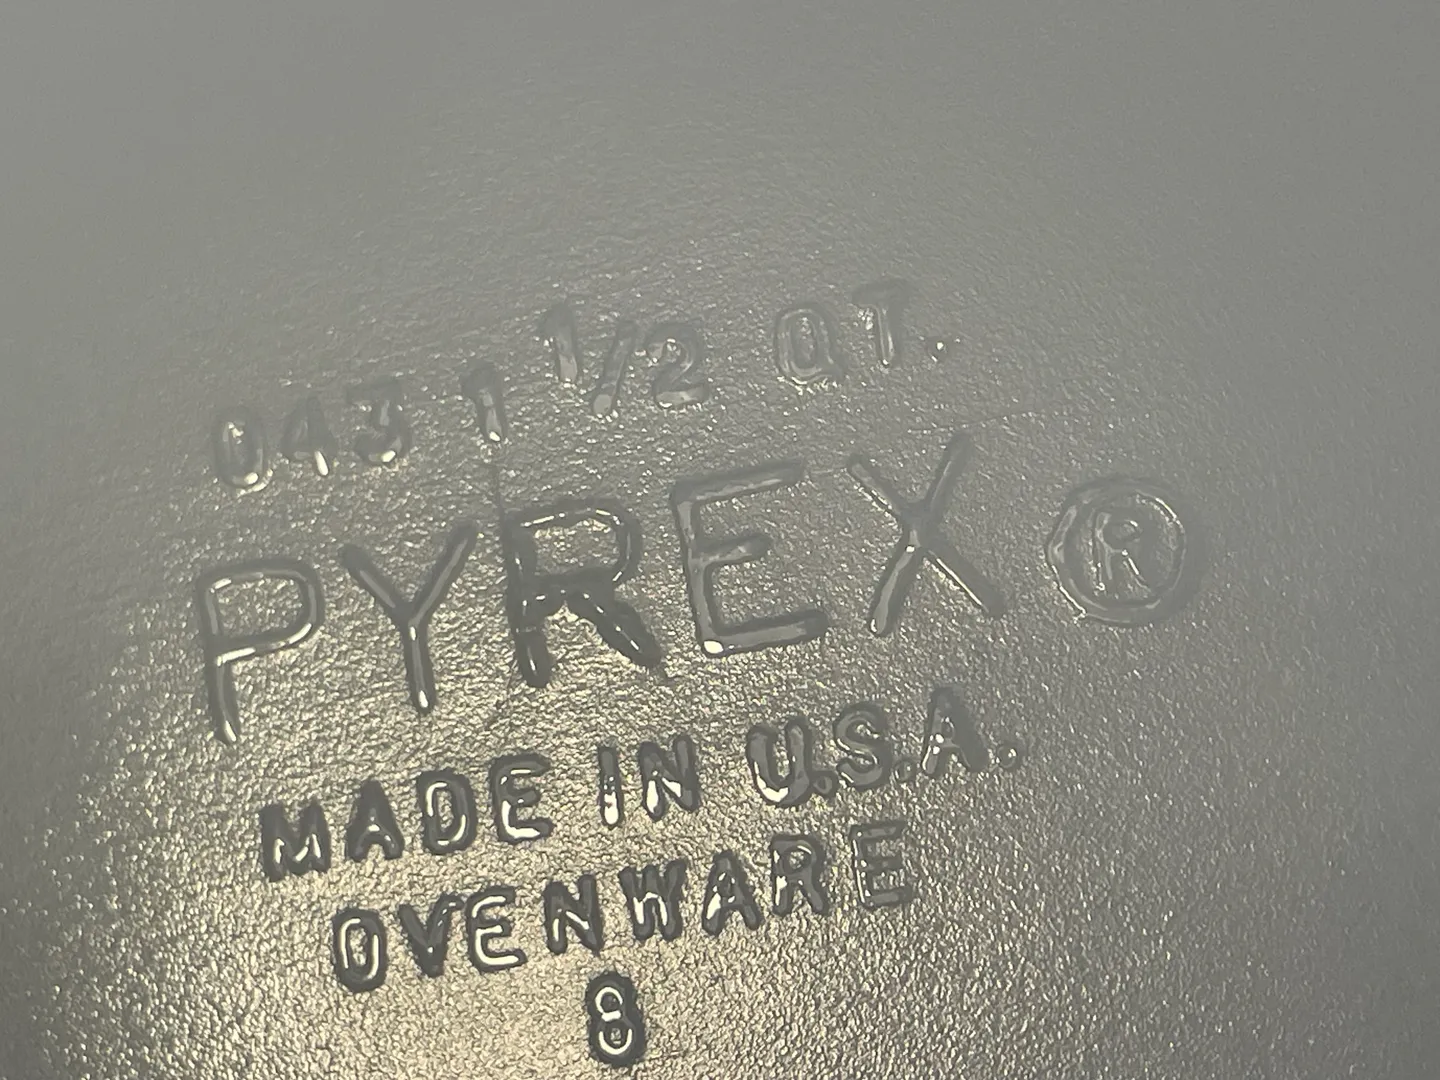 043 1 1/2 QT.
PYREX ®
MADE IN U.S.A.
OVENWARE
8